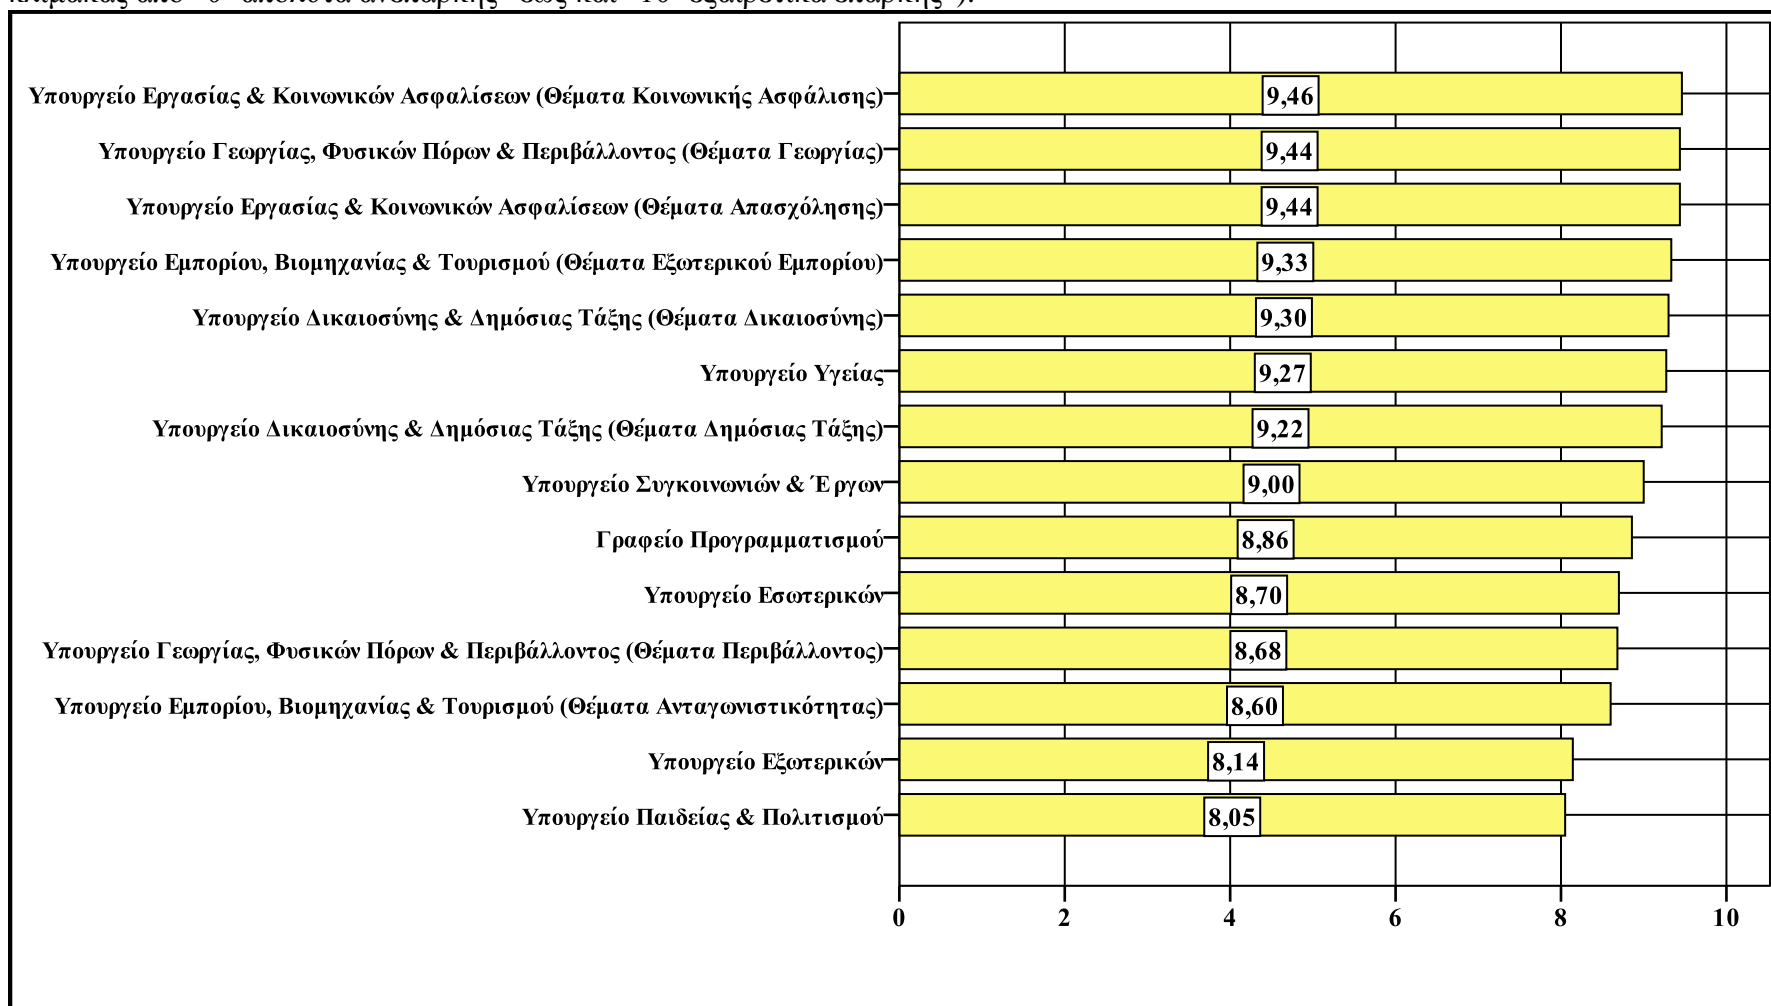 Υπουργείο Εργασίας & Κοινωνικών Ασφαλίσεων (Θέματα Κοινωνικής Ασφάλισης) 9,46
Υπουργείο Γεωργίας, Φυσικών Πόρων & Περιβάλλοντος (Θέματα Γεωργίας) 9,44
Υπουργείο Εργασίας & Κοινωνικών Ασφαλίσεων (Θέματα Απασχόλησης) 9,44
Υπουργείο Εμπορίου, Βιομηχανίας & Τουρισμού (Θέματα Εξωτερικού Εμπορίου) 9,33
Υπουργείο Δικαιοσύνης & Δημόσιας Τάξης (Θέματα Δικαιοσύνης) 9,30
Υπουργείο Υγείας 9,27
Υπουργείο Δικαιοσύνης & Δημόσιας Τάξης (Θέματα Δημόσιας Τάξης) 9,22
Υπουργείο Συγκοινωνιών & Έργων 9,00
Γραφείο Προγραμματισμού 8,86
Υπουργείο Εσωτερικών 8,70
Υπουργείο Γεωργίας, Φυσικών Πόρων & Περιβάλλοντος (Θέματα Περιβάλλοντος) 8,68
Υπουργείο Εμπορίου, Βιομηχανίας & Τουρισμού (Θέματα Ανταγωνιστικότητας) 8,60
Υπουργείο Εξωτερικών 8,14
Υπουργείο Παιδείας & Πολιτισμού 8,05
0 2 4 6 8 10